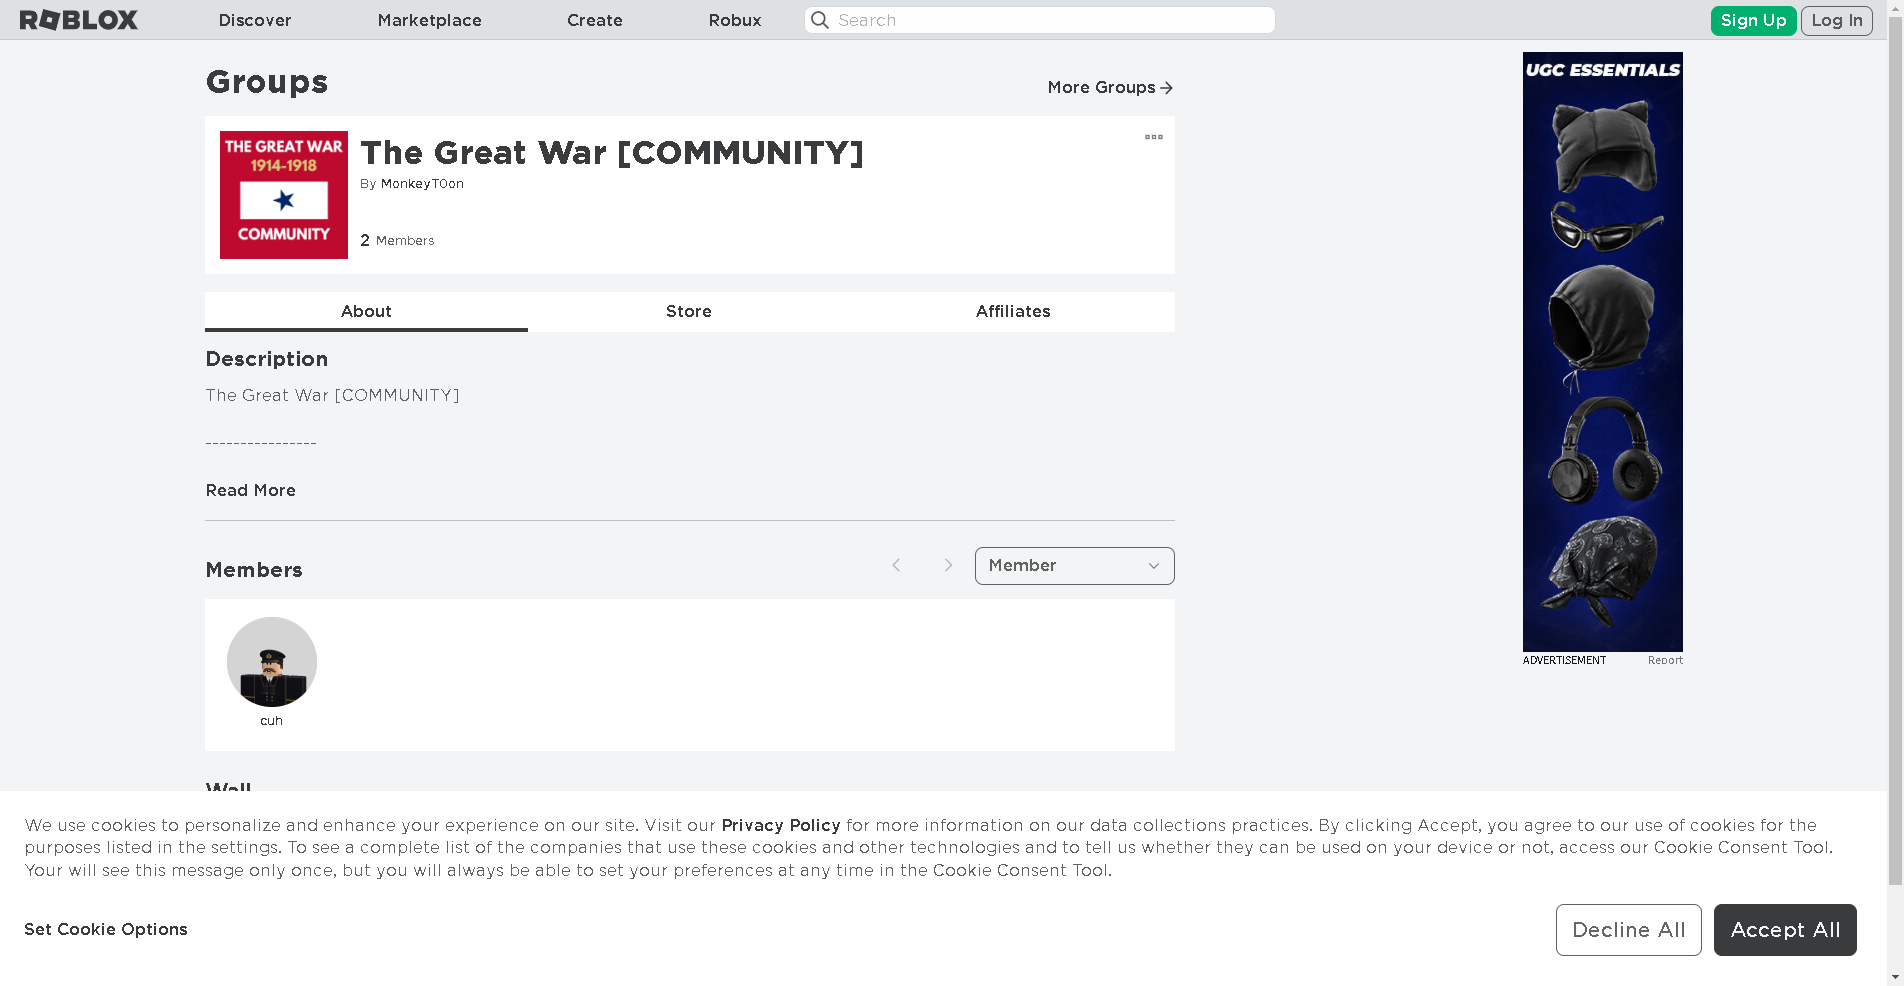 ROBLOX
Discover
Marketplace
Create
Robux
Search
Sign Up
Log In
Groups
More Groups
THE GREAT WAR
1914-1918
COMMUNITY
The Great War [COMMUNITY]
By MonkeyT0on
2 Members
About
Store
Affiliates
Description
The Great War [COMMUNITY]
----------------
Read More
Members
Member
cuh
Wall
UGC ESSENTIALS
ADVERTISEMENT
Report
We use cookies to personalize and enhance your experience on our site. Visit our Privacy Policy for more information on our data collections practices. By clicking Accept, you agree to our use of cookies for the
purposes listed in the settings. To see a complete list of the companies that use these cookies and other technologies and to tell us whether they can be used on your device or not, access our Cookie Consent Tool.
Your will see this message only once, but you will always be able to set your preferences at any time in the Cookie Consent Tool.
Set Cookie Options
Decline All
Accept All